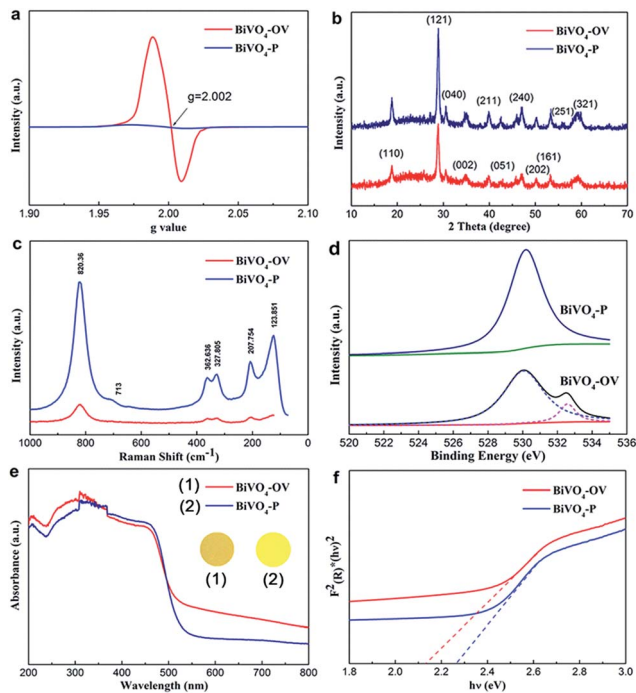 a
BiVO4-OV
BiVO4-P
g=2.002
Intensity (a.u.)
1.90 1.95 2.00 2.05 2.10
g value
b
(121)
BiVO4-OV
BiVO4-P
(040) (211) (240) (251) (321)
(110) (002) (051) (202) (161)
Intensity (a.u.)
10 20 30 40 50 60 70
2 Theta (degree)
c
820.36
BiVO4-OV
BiVO4-P
713
362.636
327.805
207.754
123.851
Intensity (a.u.)
1000 800 600 400 200 0
Raman Shift (cm-1)
d
BiVO4-P
BiVO4-OV
Intensity (a.u.)
520 522 524 526 528 530 532 534 536
Binding Energy (eV)
e
(1) BiVO4-OV
(2) BiVO4-P
(1) (2)
Absorbance (a.u.)
200 300 400 500 600 700 800
Wavelength (nm)
f
BiVO4-OV
BiVO4-P
F2(R)*(hν)2
1.8 2.0 2.2 2.4 2.6 2.8 3.0
hν (eV)